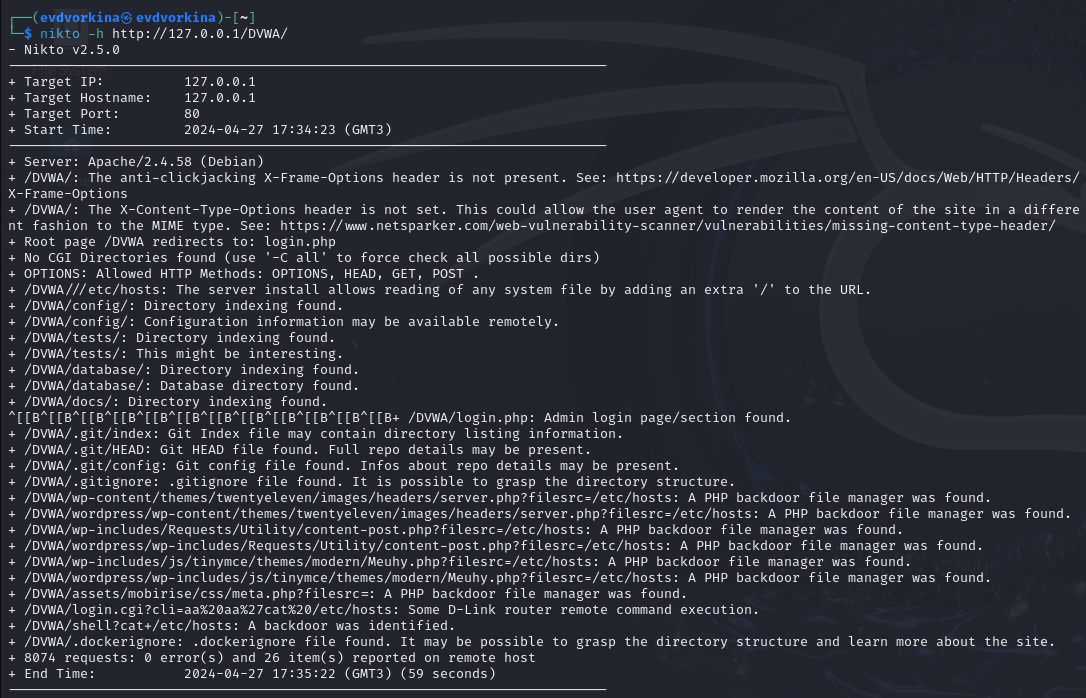 ┌──(evdvorkina㉿evdvorkina)-[~]
└─$ nikto -h http://127.0.0.1/DVWA/
- Nikto v2.5.0
---------------------------------------------------------------------------
+ Target IP:          127.0.0.1
+ Target Hostname:    127.0.0.1
+ Target Port:        80
+ Start Time:         2024-04-27 17:34:23 (GMT3)
---------------------------------------------------------------------------
+ Server: Apache/2.4.58 (Debian)
+ /DVWA/: The anti-clickjacking X-Frame-Options header is not present. See: https://developer.mozilla.org/en-US/docs/Web/HTTP/Headers/
X-Frame-Options
+ /DVWA/: The X-Content-Type-Options header is not set. This could allow the user agent to render the content of the site in a differe
nt fashion to the MIME type. See: https://www.netsparker.com/web-vulnerability-scanner/vulnerabilities/missing-content-type-header/
+ Root page /DVWA redirects to: login.php
+ No CGI Directories found (use '-C all' to force check all possible dirs)
+ OPTIONS: Allowed HTTP Methods: OPTIONS, HEAD, GET, POST .
+ /DVWA///etc/hosts: The server install allows reading of any system file by adding an extra '/' to the URL.
+ /DVWA/config/: Directory indexing found.
+ /DVWA/config/: Configuration information may be available remotely.
+ /DVWA/tests/: Directory indexing found.
+ /DVWA/tests/: This might be interesting.
+ /DVWA/database/: Directory indexing found.
+ /DVWA/database/: Database directory found.
+ /DVWA/docs/: Directory indexing found.
^[[B^[[B^[[B^[[B^[[B^[[B^[[B^[[B^[[B^[[B^[[B^[[B^[[B^[[B+ /DVWA/login.php: Admin login page/section found.
+ /DVWA/.git/index: Git Index file may contain directory listing information.
+ /DVWA/.git/HEAD: Git HEAD file found. Full repo details may be present.
+ /DVWA/.git/config: Git config file found. Infos about repo details may be present.
+ /DVWA/.gitignore: .gitignore file found. It is possible to grasp the directory structure.
+ /DVWA/wp-content/themes/twentyeleven/images/headers/server.php?filesrc=/etc/hosts: A PHP backdoor file manager was found.
+ /DVWA/wordpress/wp-content/themes/twentyeleven/images/headers/server.php?filesrc=/etc/hosts: A PHP backdoor file manager was found.
+ /DVWA/wp-includes/Requests/Utility/content-post.php?filesrc=/etc/hosts: A PHP backdoor file manager was found.
+ /DVWA/wordpress/wp-includes/Requests/Utility/content-post.php?filesrc=/etc/hosts: A PHP backdoor file manager was found.
+ /DVWA/wp-includes/js/tinymce/themes/modern/Meuhy.php?filesrc=/etc/hosts: A PHP backdoor file manager was found.
+ /DVWA/wordpress/wp-includes/js/tinymce/themes/modern/Meuhy.php?filesrc=/etc/hosts: A PHP backdoor file manager was found.
+ /DVWA/assets/mobirise/css/meta.php?filesrc=: A PHP backdoor file manager was found.
+ /DVWA/login.cgi?cli=aa%20aa%27cat%20/etc/hosts: Some D-Link router remote command execution.
+ /DVWA/shell?cat+/etc/hosts: A backdoor was identified.
+ /DVWA/.dockerignore: .dockerignore file found. It may be possible to grasp the directory structure and learn more about the site.
+ 8074 requests: 0 error(s) and 26 item(s) reported on remote host
+ End Time:           2024-04-27 17:35:22 (GMT3) (59 seconds)
---------------------------------------------------------------------------